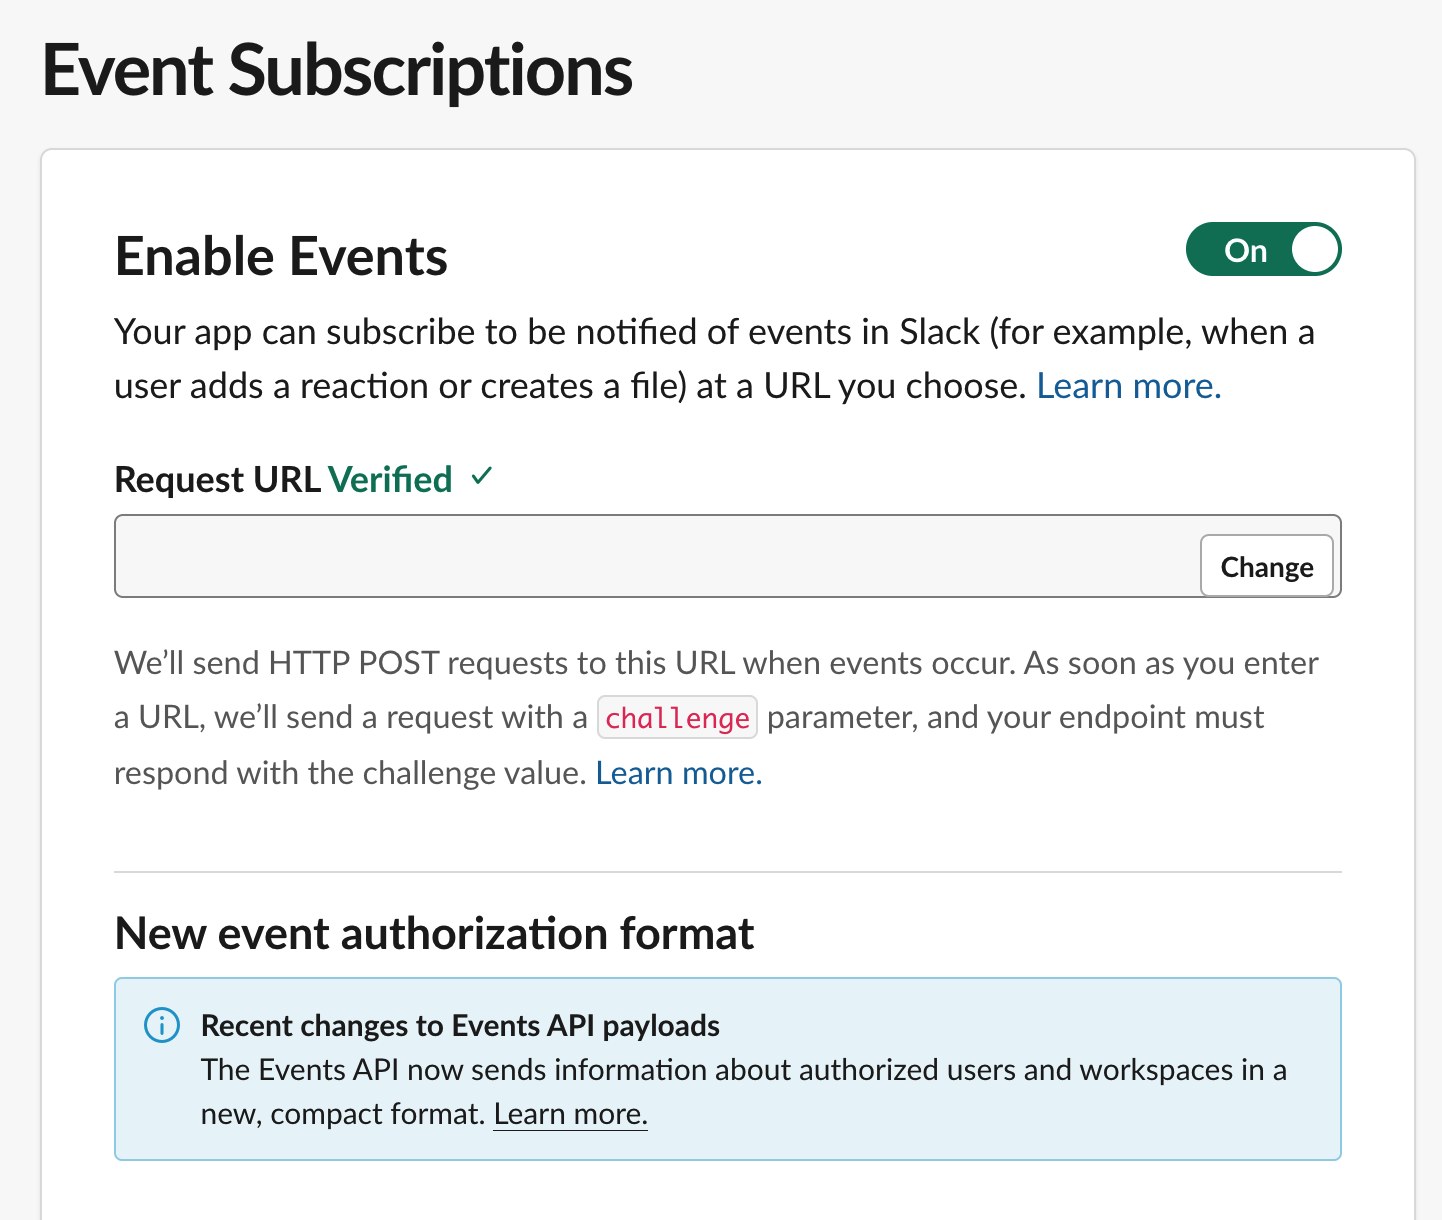 Event Subscriptions
Enable Events
On
Your app can subscribe to be notified of events in Slack (for example, when a
user adds a reaction or creates a file) at a URL you choose. Learn more.
Request URL Verified ✓
Change
We’ll send HTTP POST requests to this URL when events occur. As soon as you enter
a URL, we’ll send a request with a challenge parameter, and your endpoint must
respond with the challenge value. Learn more.
New event authorization format
Recent changes to Events API payloads
The Events API now sends information about authorized users and workspaces in a
new, compact format. Learn more.